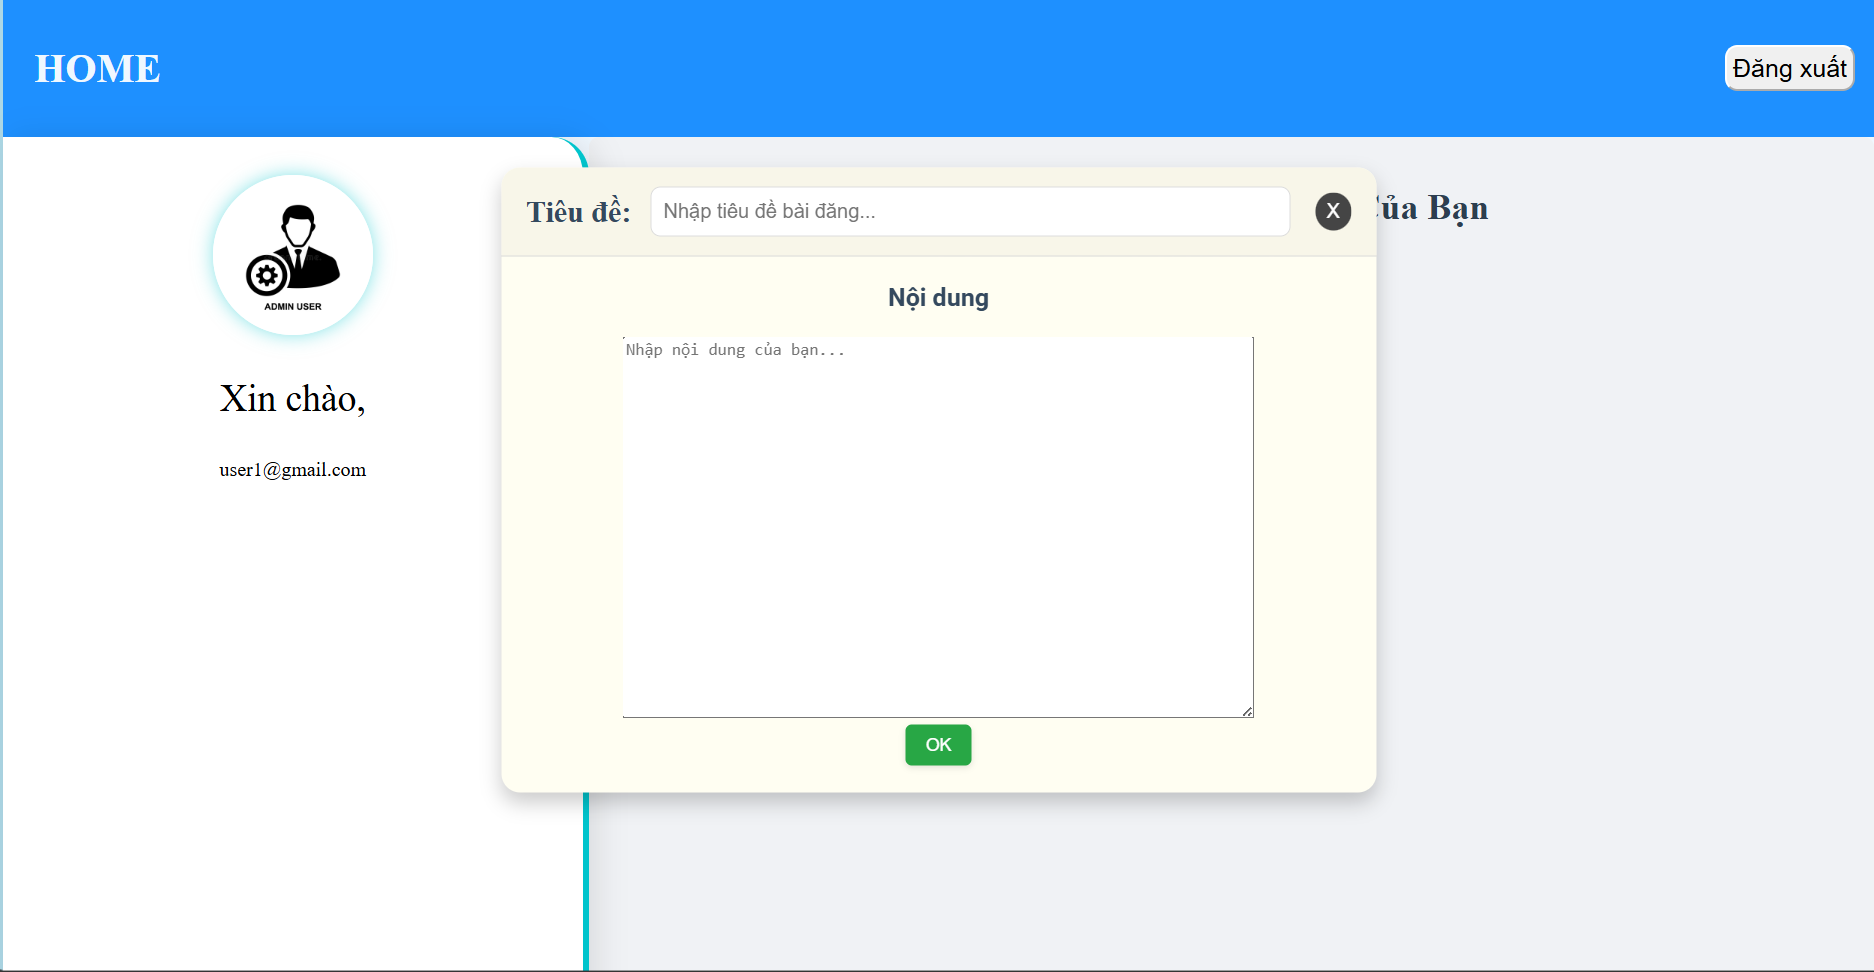 HOME
Đăng xuất
ADMIN USER
Xin chào,
user1@gmail.com
Tiêu đề:
Nhập tiêu đề bài đăng...
X
Của Bạn
Nội dung
Nhập nội dung của bạn...
OK